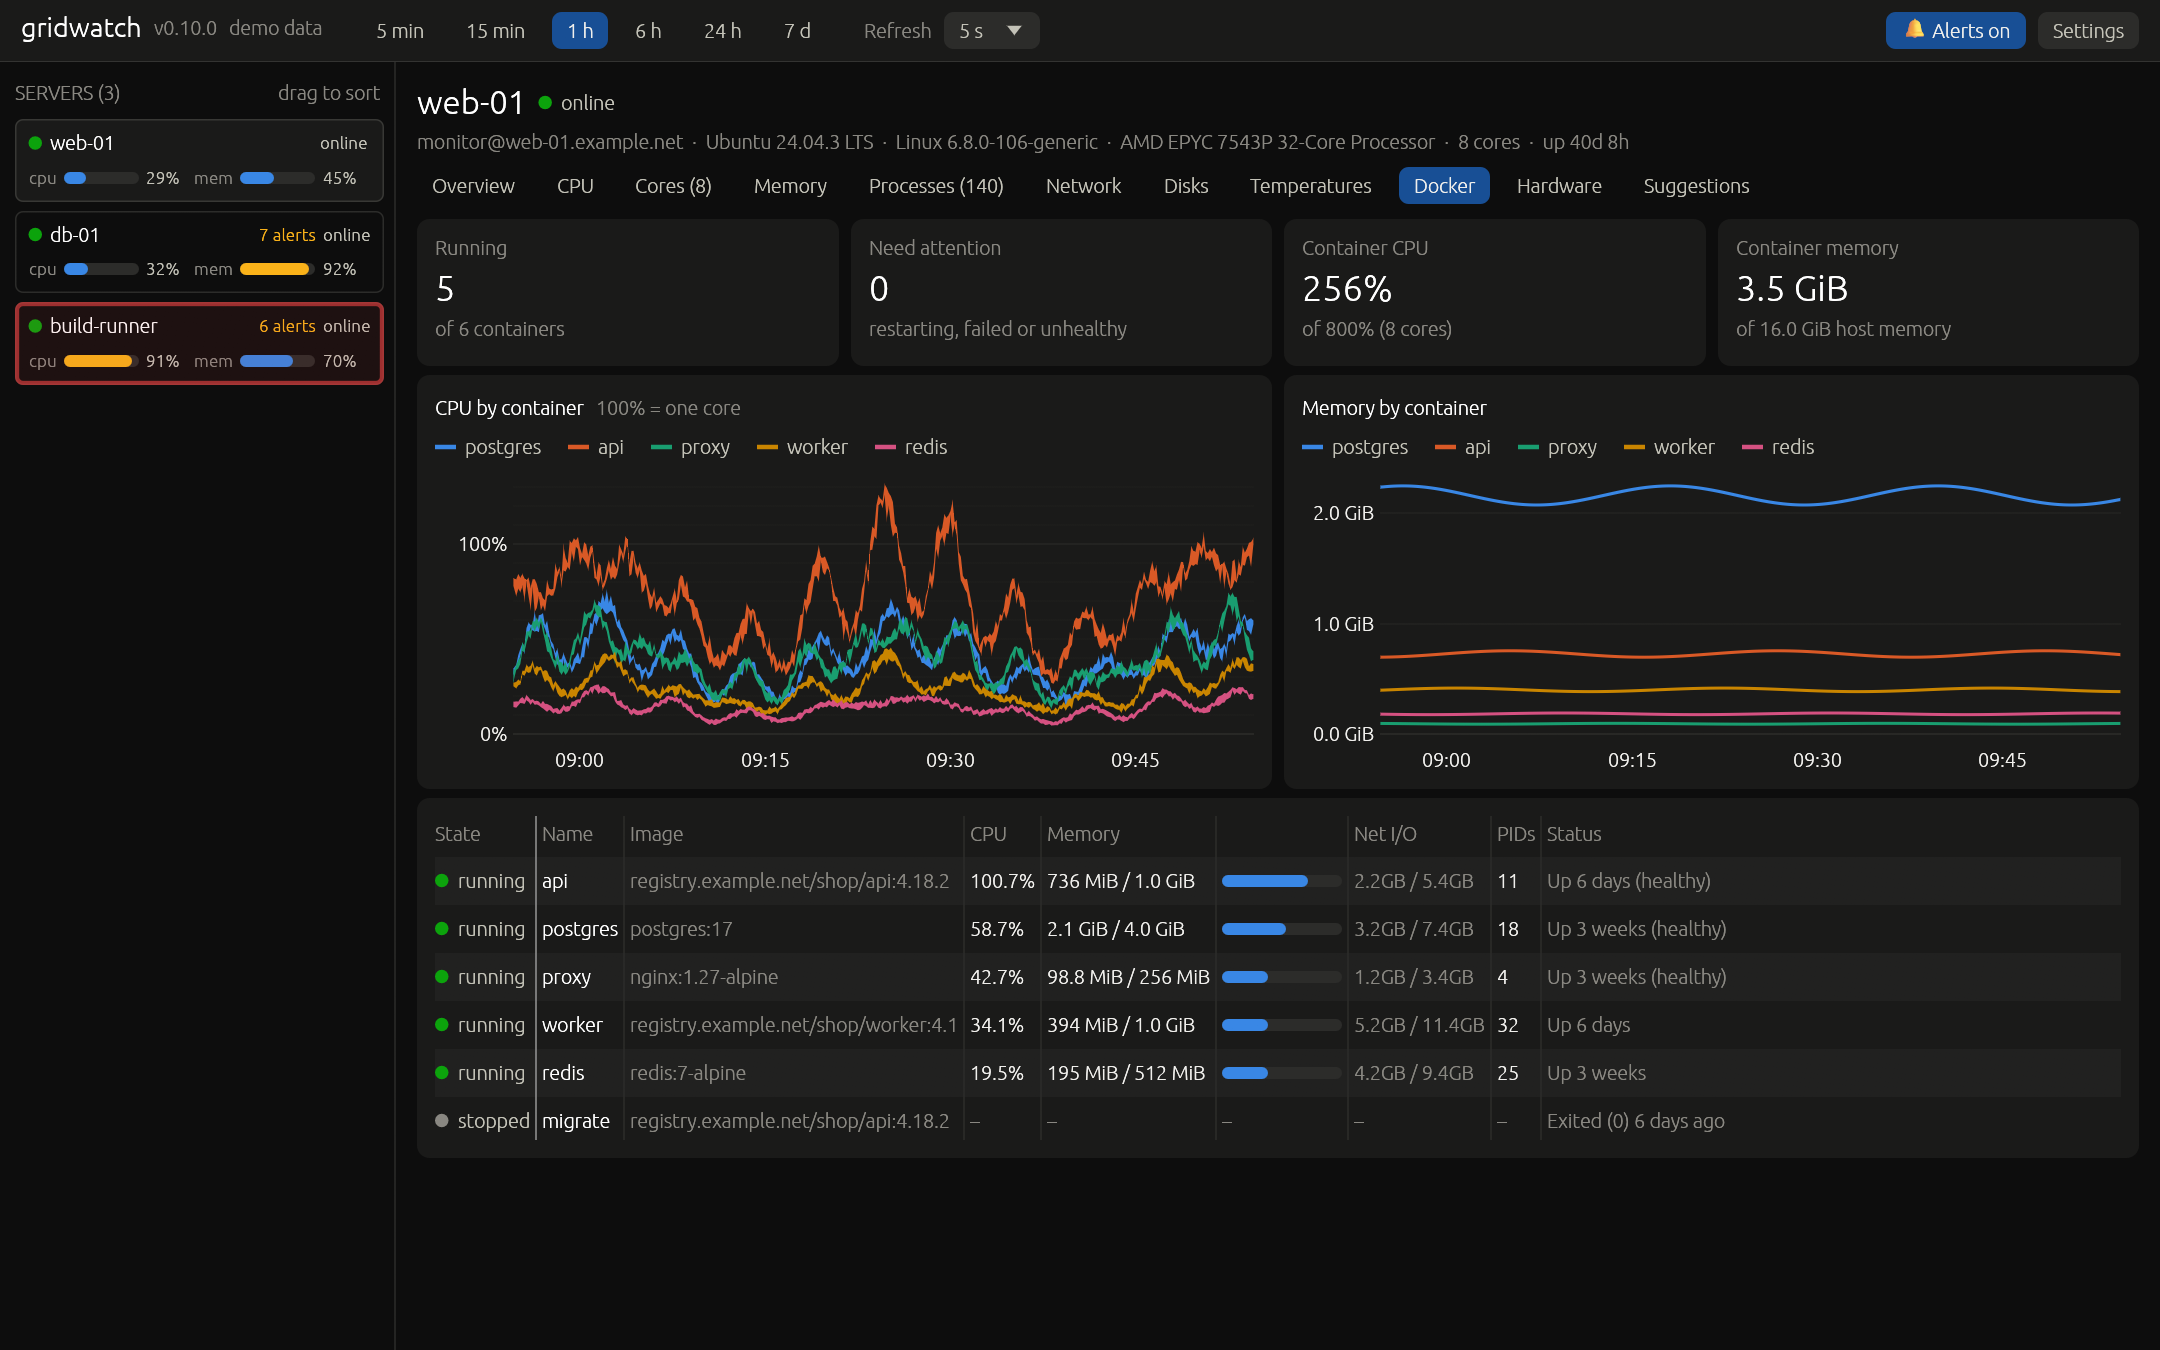 gridwatch v0.10.0 demo data 5 min 15 min 1 h 6 h 24 h 7 d Refresh 5 s Alerts on Settings
SERVERS (3) drag to sort
web-01 online
cpu 29% mem 45%
db-01 7 alerts online
cpu 32% mem 92%
build-runner 6 alerts online
cpu 91% mem 70%
web-01 online
monitor@web-01.example.net · Ubuntu 24.04.3 LTS · Linux 6.8.0-106-generic · AMD EPYC 7543P 32-Core Processor · 8 cores · up 40d 8h
Overview CPU Cores (8) Memory Processes (140) Network Disks Temperatures Docker Hardware Suggestions
Running
5
of 6 containers
Need attention
0
restarting, failed or unhealthy
Container CPU
256%
of 800% (8 cores)
Container memory
3.5 GiB
of 16.0 GiB host memory
CPU by container 100% = one core
postgres api proxy worker redis
100%
0%
09:00 09:15 09:30 09:45
Memory by container
postgres api proxy worker redis
2.0 GiB
1.0 GiB
0.0 GiB
09:00 09:15 09:30 09:45
State Name Image CPU Memory Net I/O PIDs Status
running api registry.example.net/shop/api:4.18.2 100.7% 736 MiB / 1.0 GiB 2.2GB / 5.4GB 11 Up 6 days (healthy)
running postgres postgres:17 58.7% 2.1 GiB / 4.0 GiB 3.2GB / 7.4GB 18 Up 3 weeks (healthy)
running proxy nginx:1.27-alpine 42.7% 98.8 MiB / 256 MiB 1.2GB / 3.4GB 4 Up 3 weeks (healthy)
running worker registry.example.net/shop/worker:4.1 34.1% 394 MiB / 1.0 GiB 5.2GB / 11.4GB 32 Up 6 days
running redis redis:7-alpine 19.5% 195 MiB / 512 MiB 4.2GB / 9.4GB 25 Up 3 weeks
stopped migrate registry.example.net/shop/api:4.18.2 – – – – – Exited (0) 6 days ago